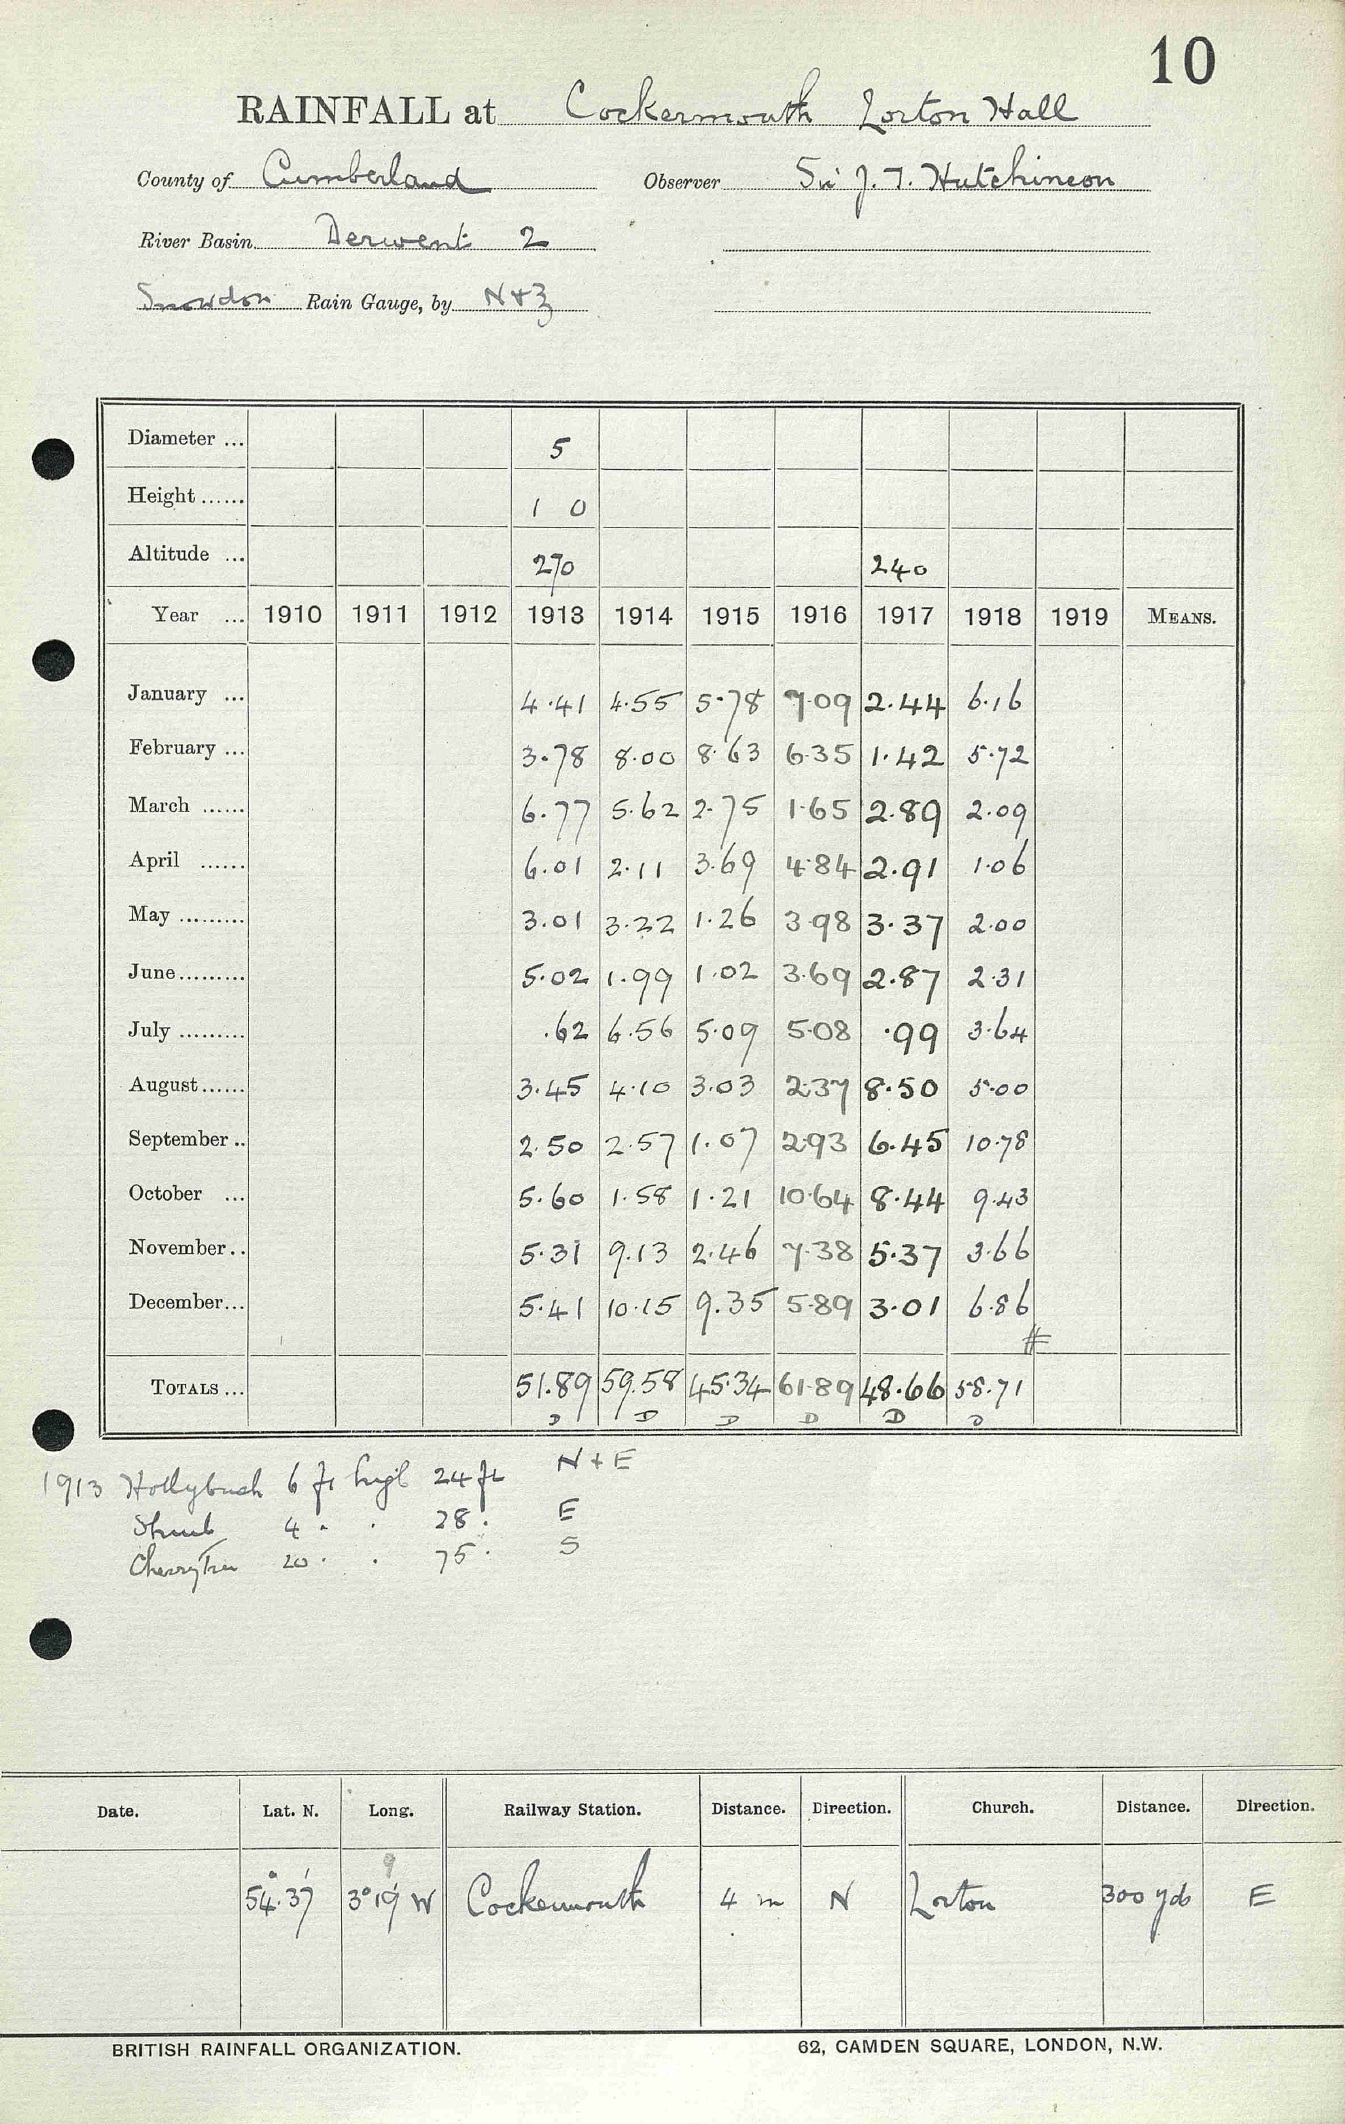 10
RAINFALL at Cockermouth Lorton Hall
County of Cumberland Observer Sir J. T. Hutchinson
River Basin Derwent 2
Snowdon Rain Gauge, by N & Z
Diameter ... 5
Height ...... 1 0
Altitude ... 270 240
Year ... 1910 1911 1912 1913 1914 1915 1916 1917 1918 1919 MEANS.
January ... 4.41 4.55 5.78 7.09 2.44 6.16
February ... 3.78 8.00 8.63 6.35 1.42 5.72
March ...... 6.77 5.62 2.75 1.65 2.89 2.09
April ...... 6.01 2.11 3.69 4.84 2.91 1.06
May ......... 3.01 3.22 1.26 3.98 3.37 2.00
June ......... 5.02 1.99 1.02 3.69 2.87 2.31
July ......... .62 6.56 5.09 5.08 .99 3.64
August ...... 3.45 4.10 3.03 2.37 8.50 5.00
September .. 2.50 2.57 1.07 2.93 6.45 10.78
October ... 5.60 1.58 1.21 10.64 8.44 9.43
November .. 5.31 9.13 2.46 7.38 5.37 3.66
December ... 5.41 10.15 9.35 5.89 3.01 6.86
#
TOTALS ... 51.89 59.58 45.34 61.89 48.66 58.71
D D D D D D
1913 Hollybush 6 ft high 24 ft N + E
Shrub 4 " " 28 " E
Cherry Tree 20 " " 75 " S
Date. Lat. N. Long. Railway Station. Distance. Direction. Church. Distance. Direction.
9
54°.37' 3°19' W Cockermouth 4 m N Lorton 300 yds E
BRITISH RAINFALL ORGANIZATION. 62, CAMDEN SQUARE, LONDON, N.W.